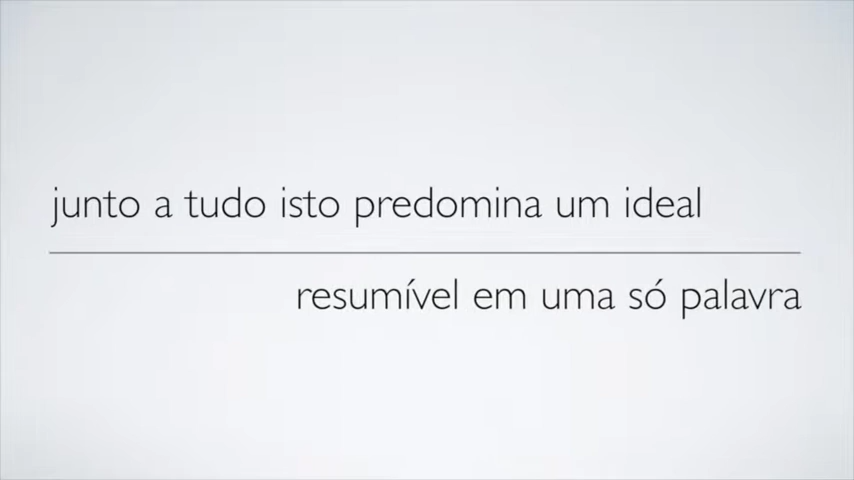 junto a tudo isto predomina um ideal
resumível em uma só palavra